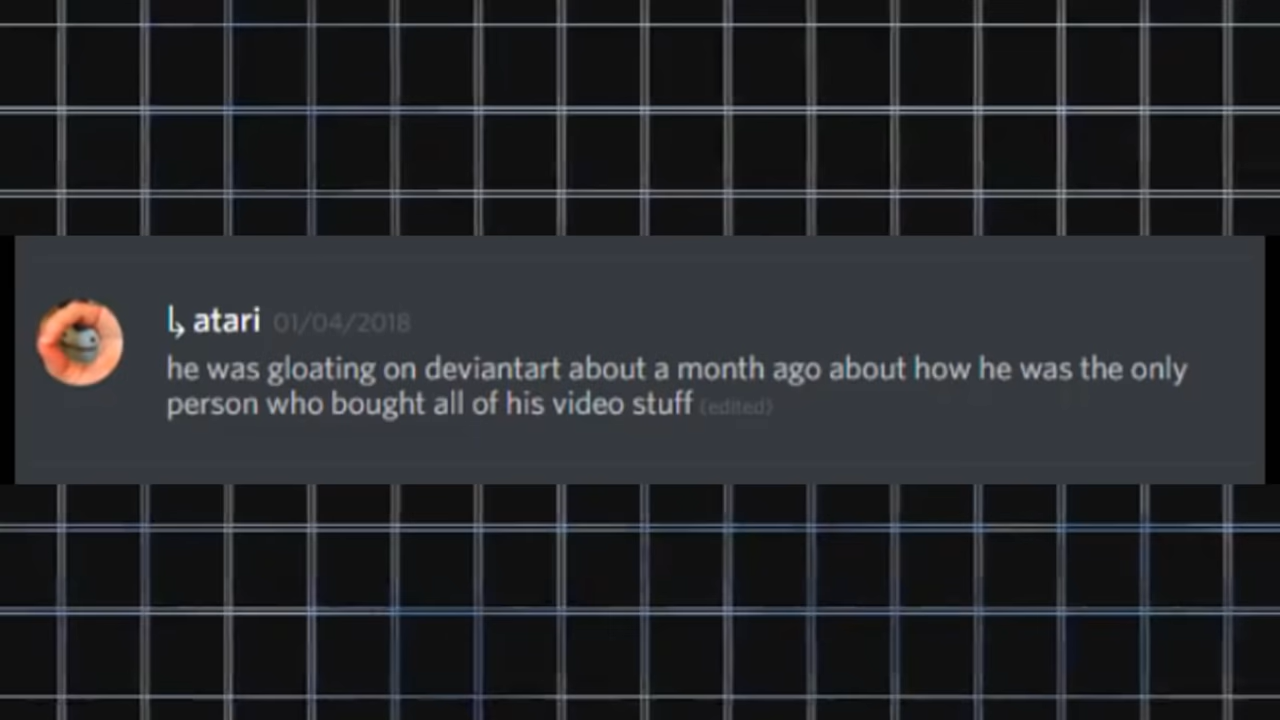 ↳ atari 01/04/2018
he was gloating on deviantart about a month ago about how he was the only
person who bought all of his video stuff (edited)